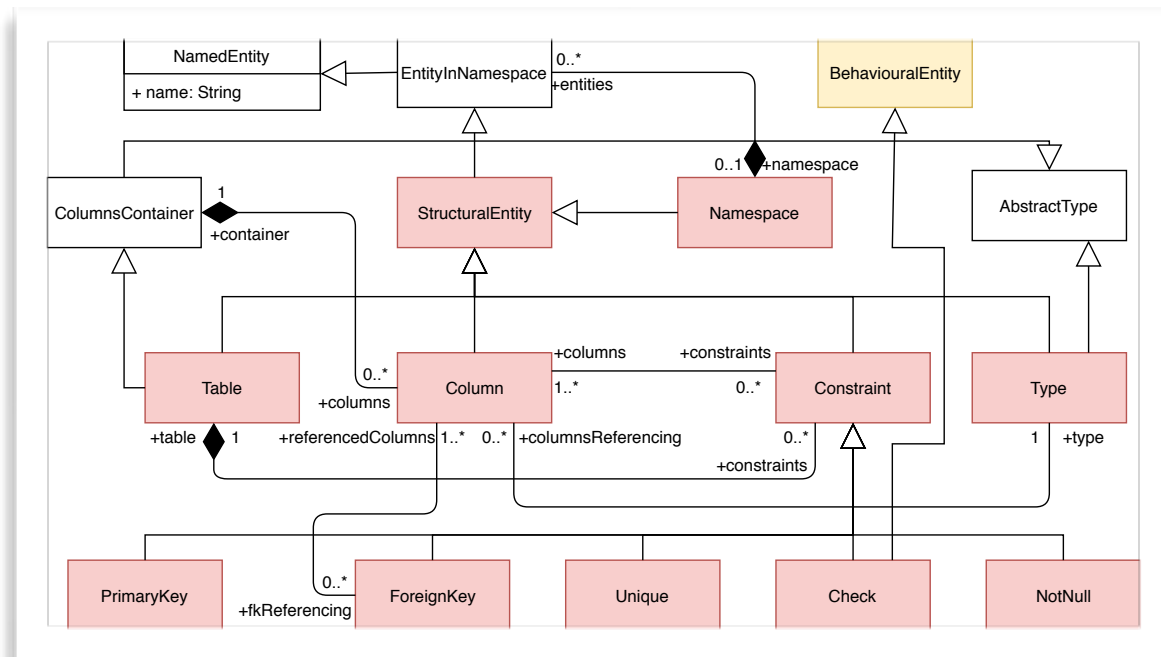 NamedEntity
+ name: String
EntityInNamespace
0..*
+entities
BehaviouralEntity
0..1
+namespace
ColumnsContainer
1
+container
StructuralEntity
Namespace
AbstractType
Table
0..*
+columns
Column
+columns
1..*
+constraints
0..*
Constraint
Type
+table
1
+referencedColumns
1..*
0..*
+columnsReferencing
0..*
+constraints
1
+type
PrimaryKey
0..*
+fkReferencing
ForeignKey
Unique
Check
NotNull